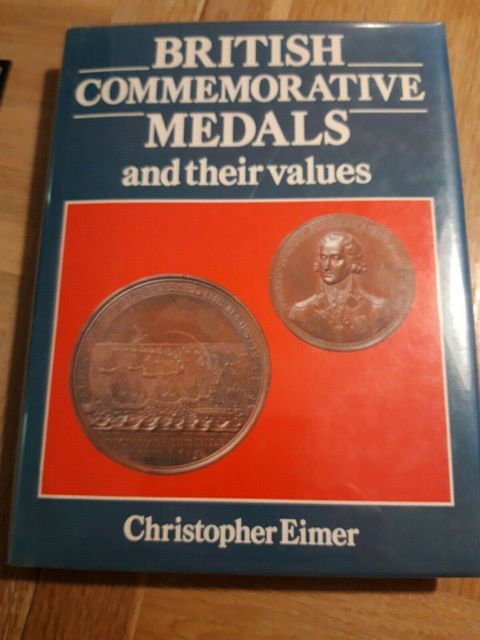 BRITISH
COMMEMORATIVE
MEDALS
and their values
Christopher Eimer